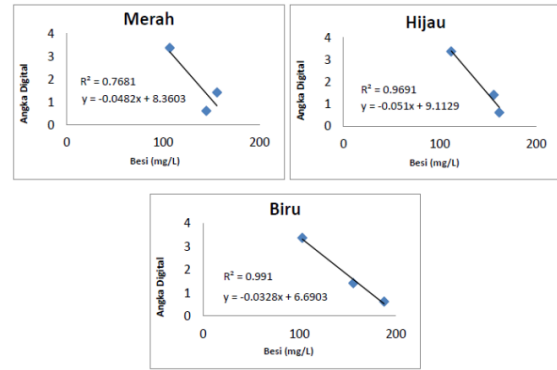 Merah
4
3
2
1
0
Angka Digital
R² = 0.7681
y = -0.0482x + 8.3603
0
100
200
Besi (mg/L)
Hijau
4
3
2
1
0
Angka Digital
R² = 0.9691
y = -0.051x + 9.1129
0
100
200
Besi (mg/L)
Biru
4
3
2
1
0
Angka Digital
R² = 0.991
y = -0.0328x + 6.6903
0
100
200
Besi (mg/L)